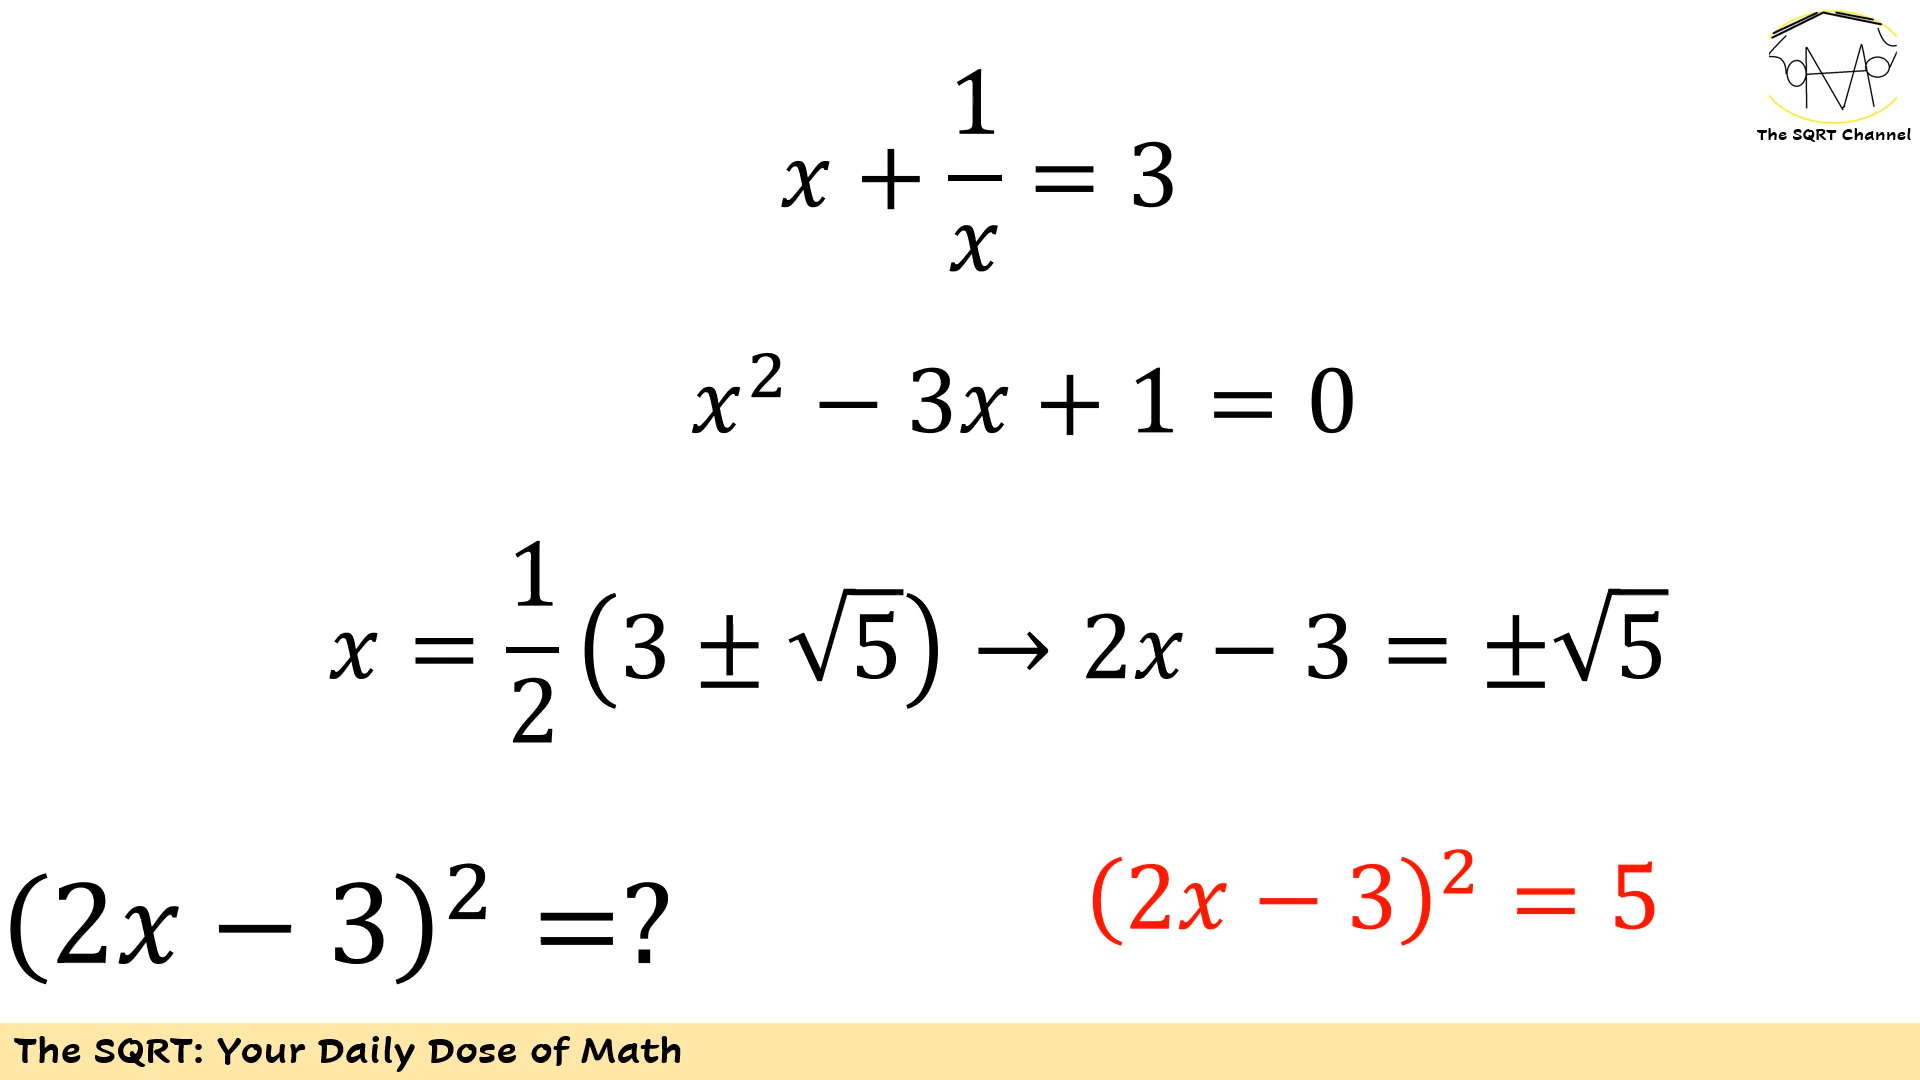 The SQRT Channel
x + 1/x = 3
x² − 3x + 1 = 0
x = 1/2 (3 ± √5) → 2x − 3 = ±√5
(2x − 3)² =?
(2x − 3)² = 5
The SQRT: Your Daily Dose of Math